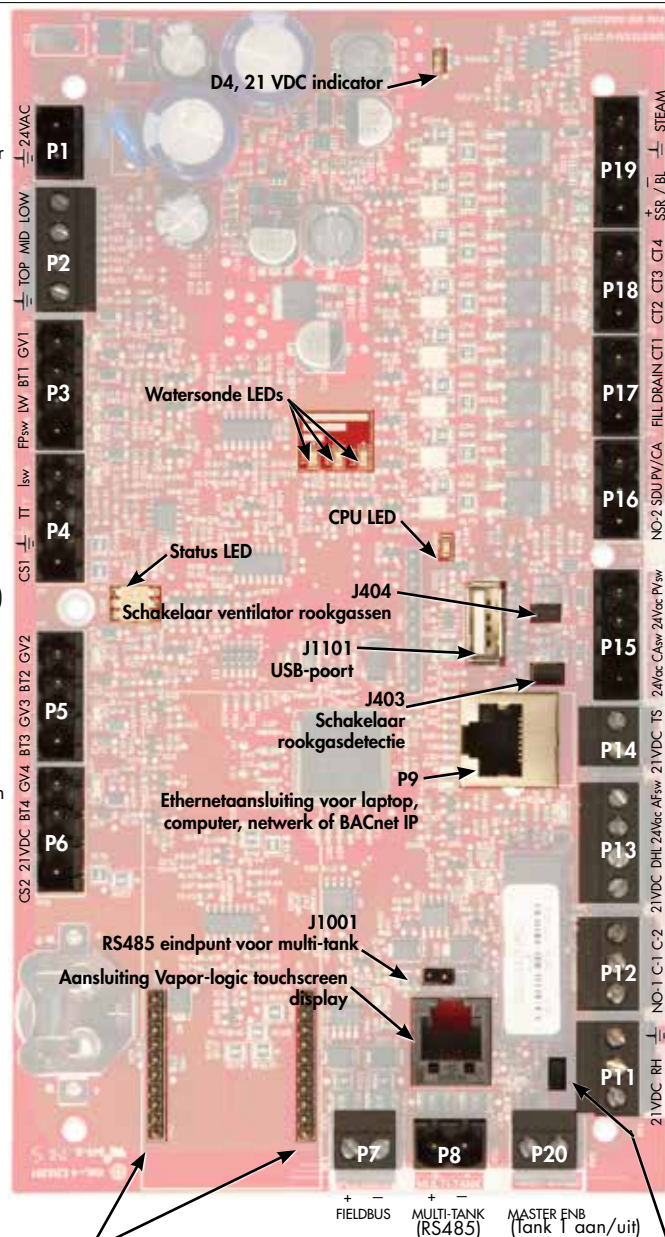 D4, 21 VDC indicator
24VAC
P1
TOP MID LOW
P2
FPsw LW BT1 GV1
P3
CS1 TT Isw
P4
BT3 GV3 BT2 GV2
P5
CS2 21VDC BT4 GV4
P6
Watersonde LEDs
CPU LED
Status LED
J404
Schakelaar ventilator rookgassen
J1101
USB-poort
J403
Schakelaar
rookgasdetectie
P9
Ethernetaansluiting voor laptop,
computer, netwerk of BACnet IP
J1001
RS485 eindpunt voor multi-tank
Aansluiting Vapor-logic touchscreen
display
P19
+ − SSR / BL STEAM
P18
CT2 CT3 CT4
P17
FILL DRAIN CT1
P16
NO-2 SDU PV/CA
P15
24Vac CAsw 24Vac PVsw
P14
21VDC TS
P13
21VDC DHL 24Vac AFsw
P12
NO-1 C-1 C-2
P11
21VDC RH
P7
P8
P20
MULTI-TANK
+ −
FIELDBUS
+ −
MULTI-TANK
(RS485)
MASTER ENB
(Tank 1 aan/uit)